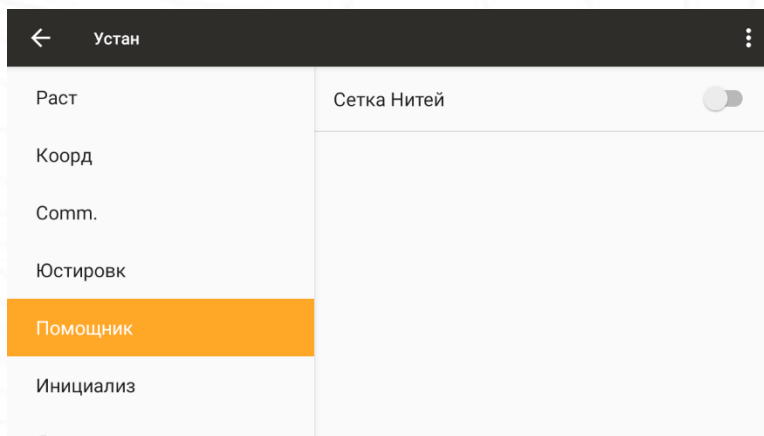 Устан
Раст
Сетка Нитей
Коорд
Comm.
Юстировк
Помощник
Инициализ